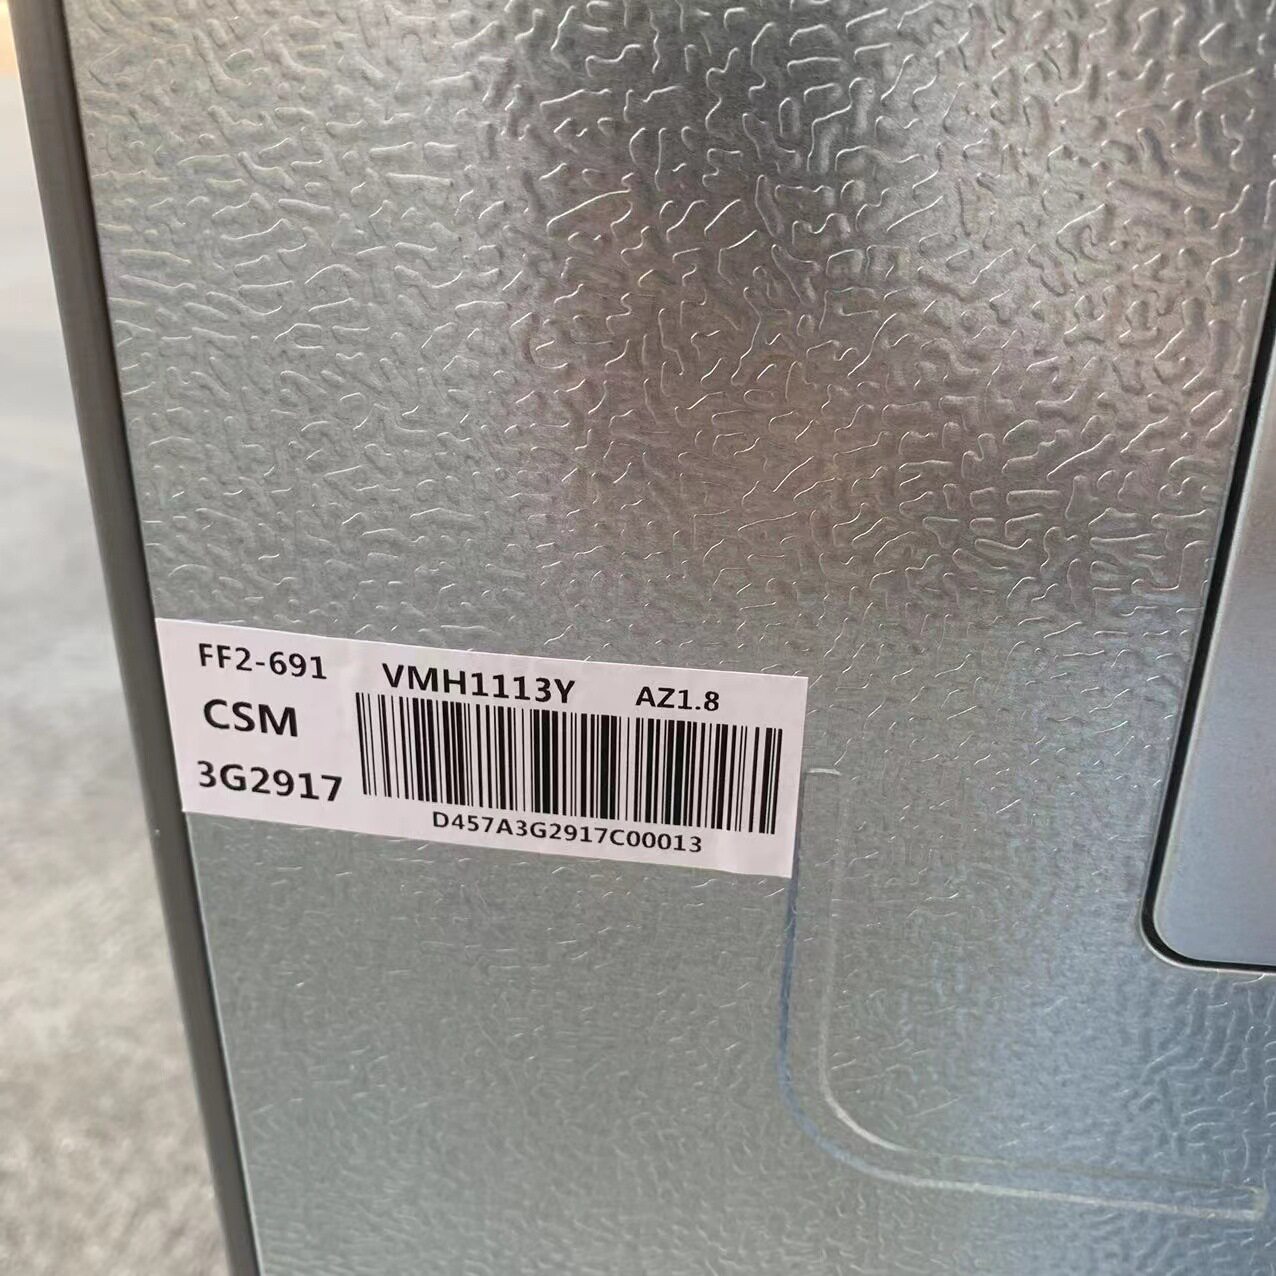 FF2-691 VMH1113Y AZ1.8
CSM
3G2917
D457A3G2917C00013